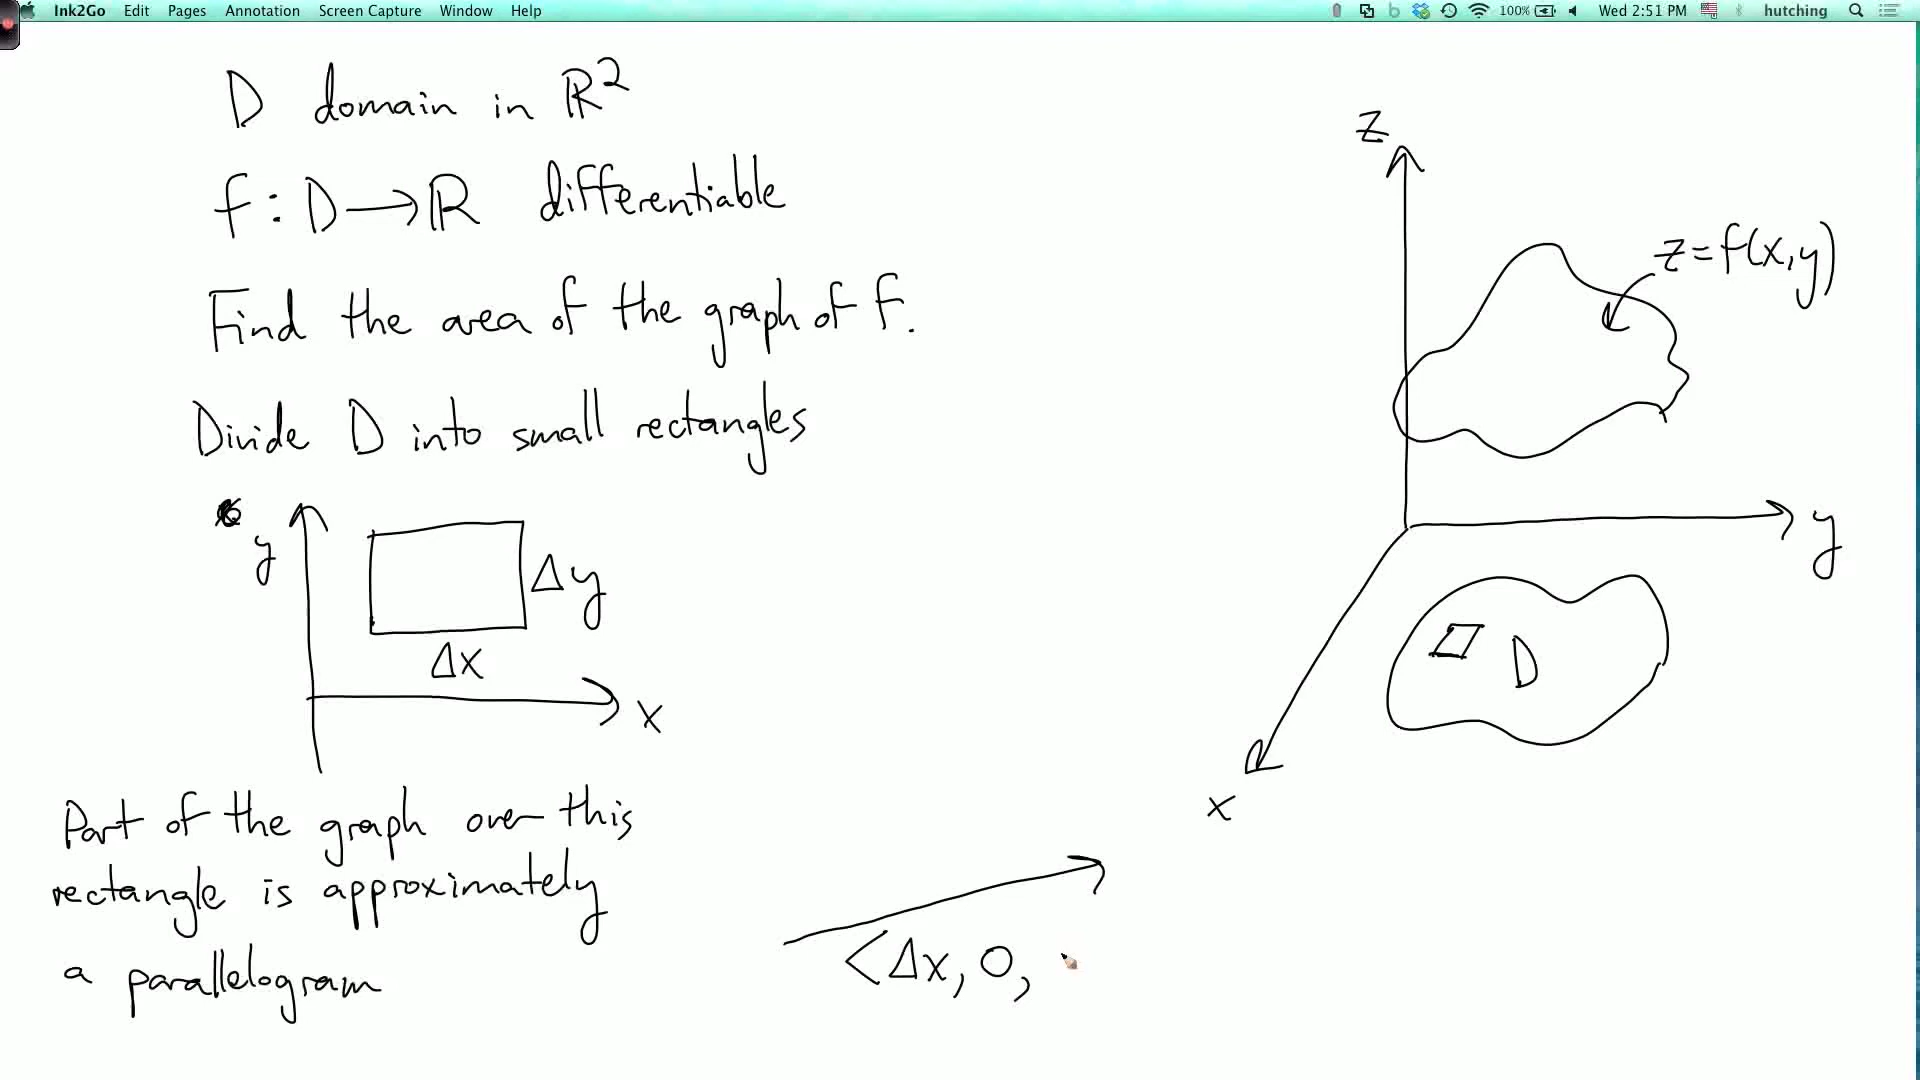 Ink2Go Edit Pages Annotation Screen Capture Window Help 100% Wed 2:51 PM hutching
D domain in ℝ²
f : D → ℝ differentiable
Find the area of the graph of f.
Divide D into small rectangles
y
Δy
Δx
x
Part of the graph over this
rectangle is approximately
a parallelogram
<Δx, 0,
z
z=f(x,y)
y
D
x